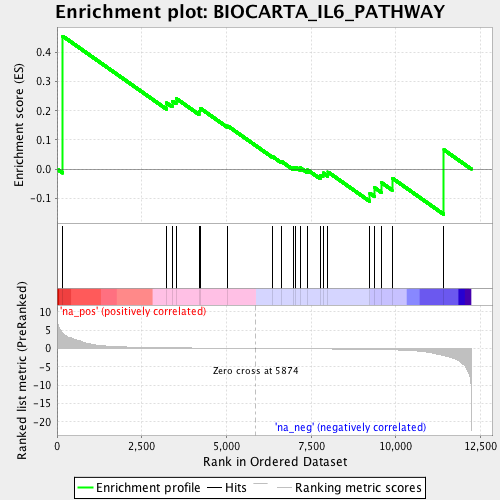 Enrichment plot: BIOCARTA_IL6_PATHWAY
Enrichment score (ES)
0.4
0.3
0.2
0.1
0.0
-0.1
Ranked list metric (PreRanked)
'na_pos' (positively correlated)
10
5
0
-5
-10
-15
-20
Zero cross at 5874
'na_neg' (negatively correlated)
0
2,500
5,000
7,500
10,000
12,500
Rank in Ordered Dataset
Enrichment profile
Hits
Ranking metric scores